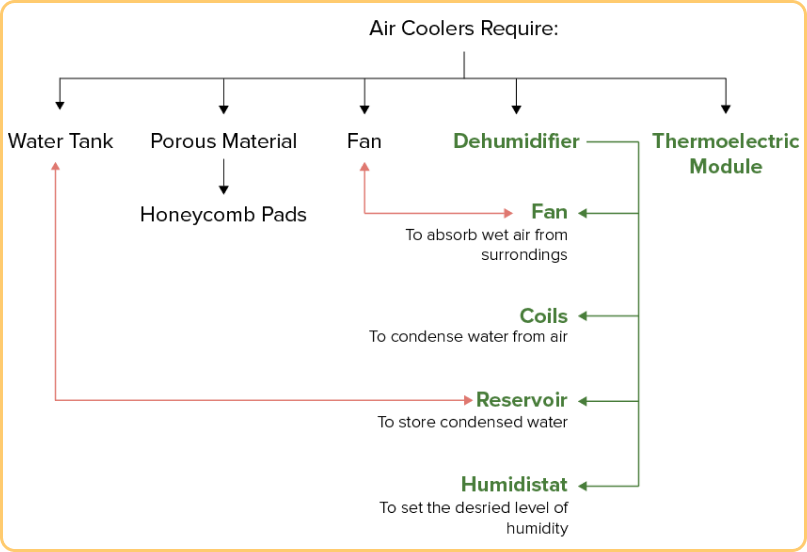 Air Coolers Require:
Water Tank
Porous Material
Fan
Dehumidifier
Thermoelectric
Module
Honeycomb Pads
Fan
To absorb wet air from
surrondings
Coils
To condense water from air
Reservoir
To store condensed water
Humidistat
To set the desried level of
humidity